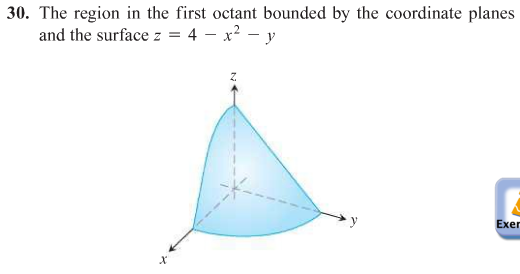 30. The region in the first octant bounded by the coordinate planes
and the surface z = 4 − x² − y
z
y
x
Exer